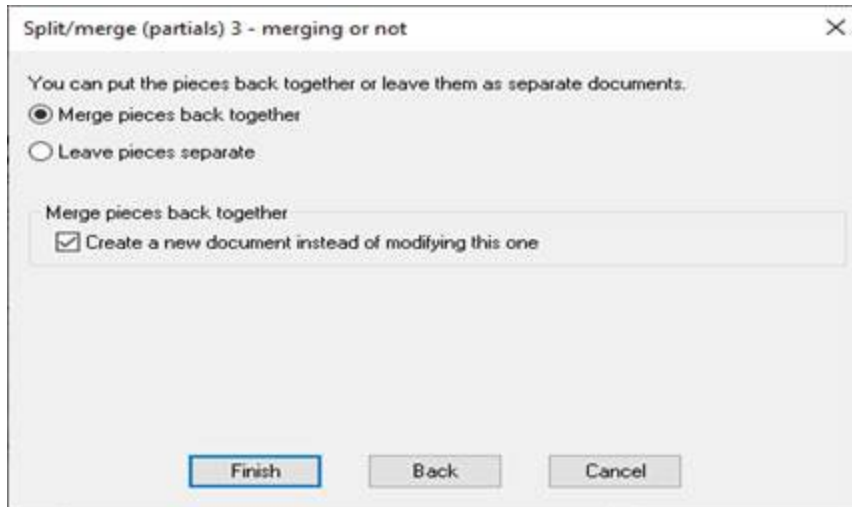 Split/merge (partials) 3 - merging or not
You can put the pieces back together or leave them as separate documents.
Merge pieces back together
Leave pieces separate
Merge pieces back together
Create a new document instead of modifying this one
Finish Back Cancel